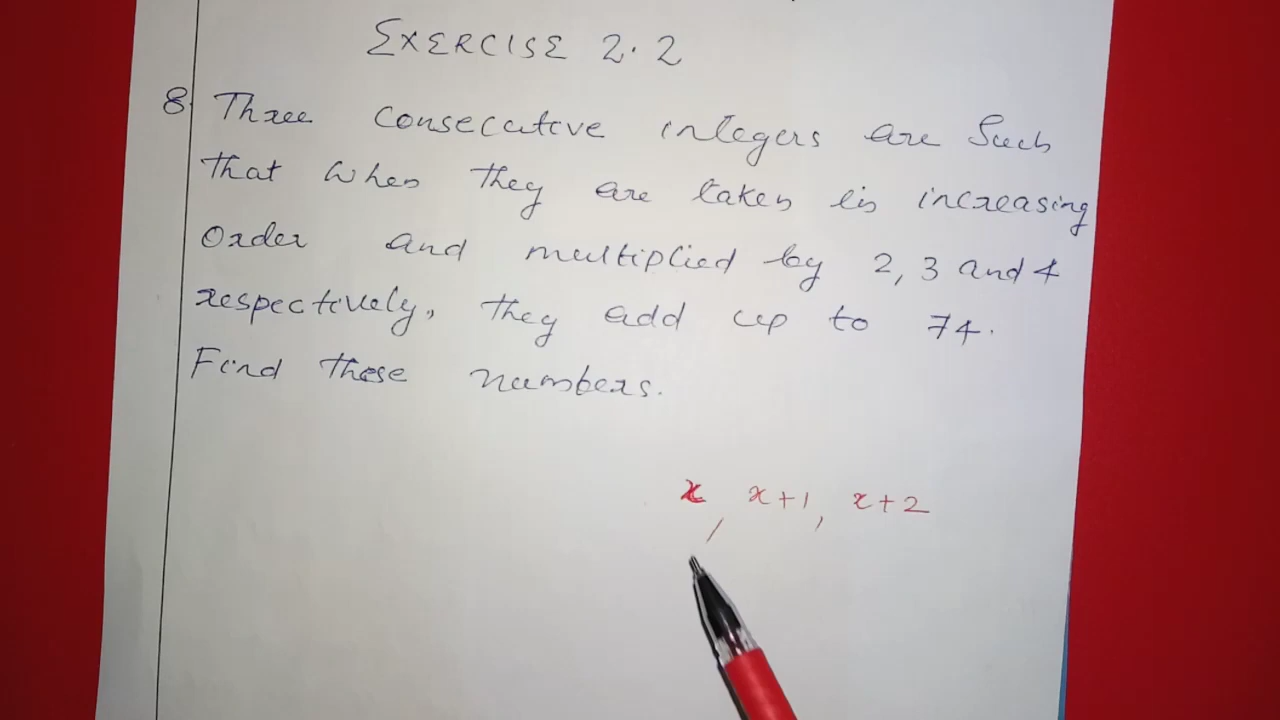 EXERCISE 2.2
8. Three consecutive integers are such
that when they are taken in increasing
order and multiplied by 2, 3 and 4
respectively, they add up to 74.
Find these numbers.
x, x+1, x+2